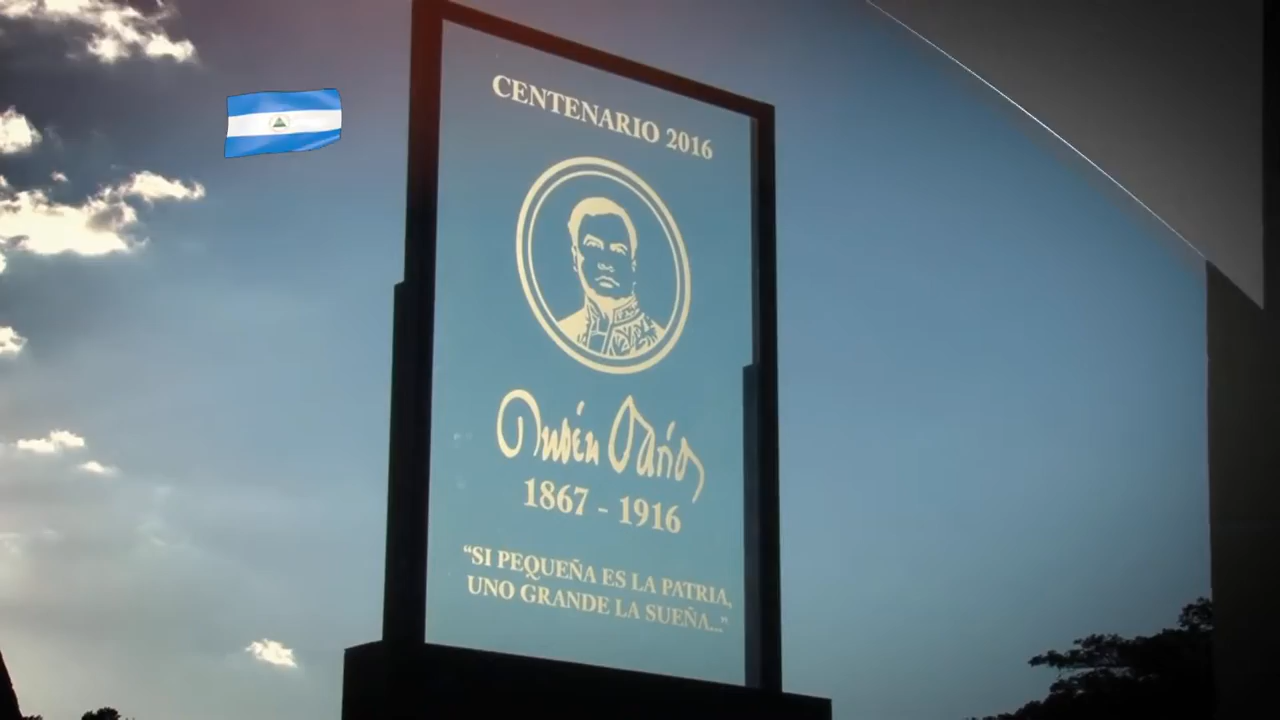 CENTENARIO 2016
Rubén Darío
1867 - 1916
“SI PEQUEÑA ES LA PATRIA,
UNO GRANDE LA SUEÑA...”